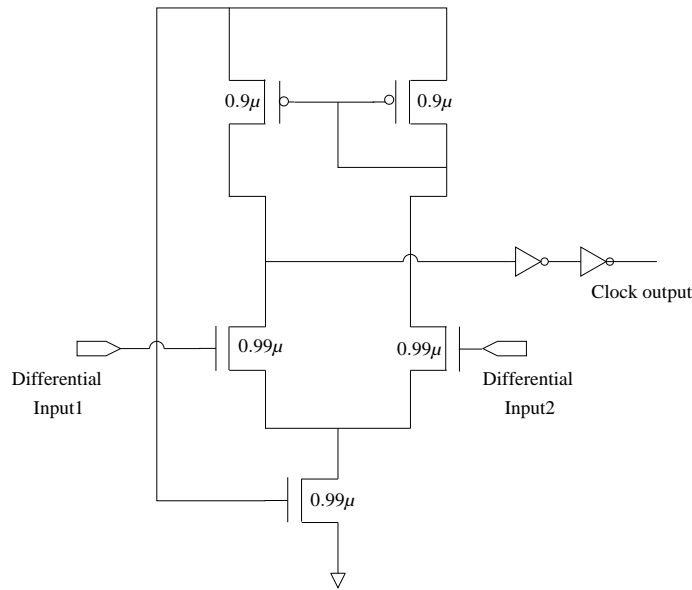 0.9μ
0.9μ
Clock output
0.99μ
0.99μ
Differential
Input1
Differential
Input2
0.99μ